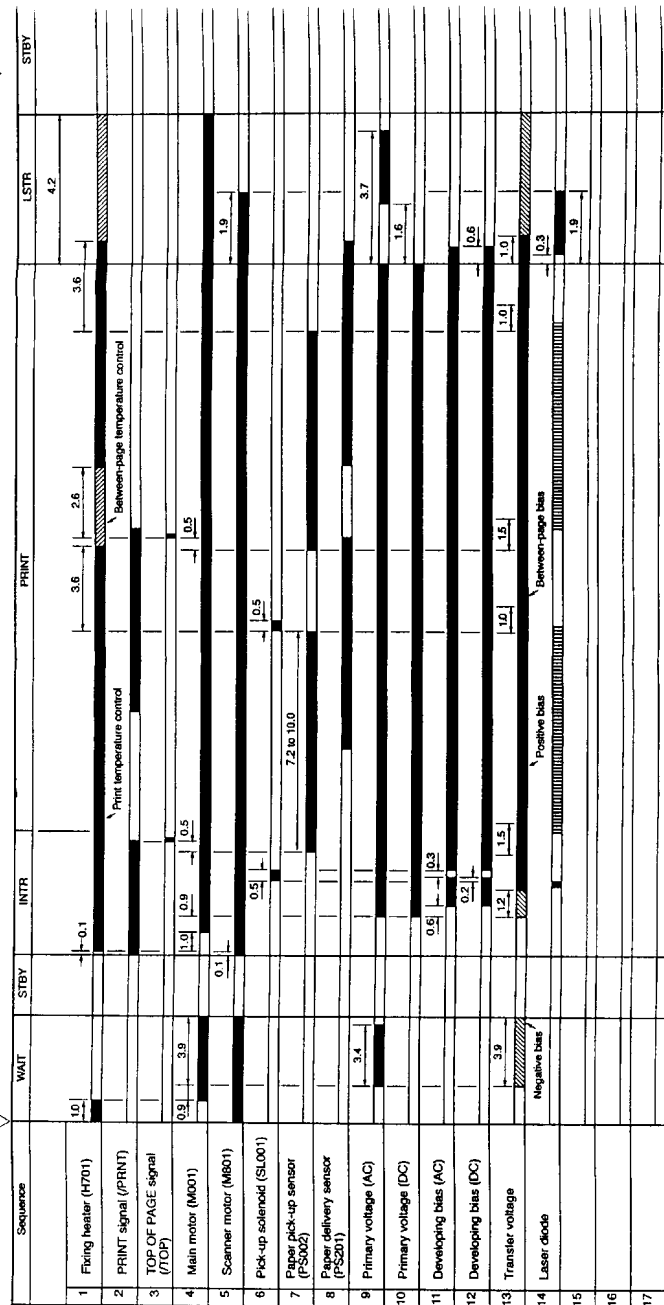 Sequence WAIT STBY INTR PRINT LSTR STBY
1 Fixing heater (H701) 1.0 0.1 3.6 2.6 3.6 4.2
Print temperature control
Between-page temperature control
2 PRINT signal (/PRNT)
3 TOP OF PAGE signal
(/TOP)
4 Main motor (M001) 0.9 3.9 1.0 0.9 0.5 0.5
5 Scanner motor (M801) 0.1 1.9
6 Pick-up solenoid (SL001) 0.5 0.5
7 Paper pick-up sensor
(PS002) 7.2 to 10.0
8 Paper delivery sensor
(PS201)
9 Primary voltage (AC) 3.4 3.7
10 Primary voltage (DC) 1.6
11 Developing bias (AC) 0.6 0.3
12 Developing bias (DC) 0.2 0.6
13 Transfer voltage 3.9 1.2 1.5 1.0 1.5 1.0 1.0
Negative bias
Positive bias
Between-page bias
14 Laser diode 0.3
15 1.9
16
17